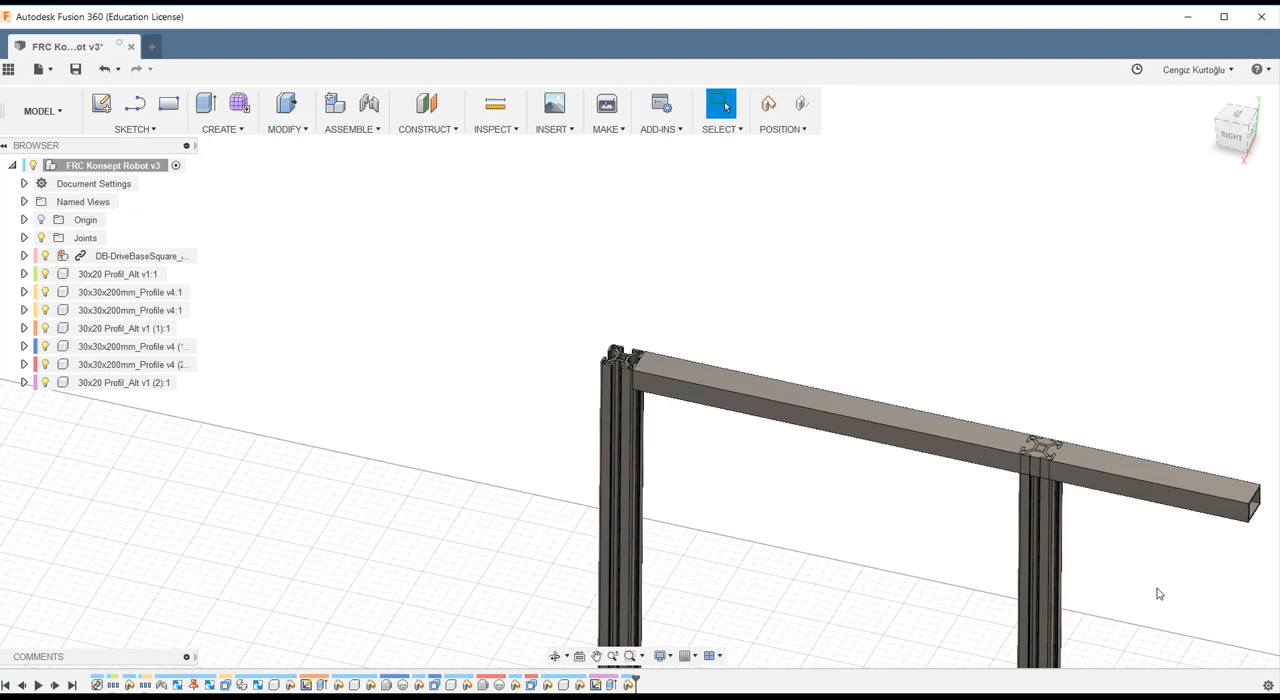 Autodesk Fusion 360 (Education License)
FRC Ko...ot v3*
Cengiz Kurtoğlu
MODEL
SKETCH
CREATE
MODIFY
ASSEMBLE
CONSTRUCT
INSPECT
INSERT
MAKE
ADD-INS
SELECT
POSITION
RIGHT
BROWSER
FRC Konsept Robot v3
Document Settings
Named Views
Origin
Joints
DB-DriveBaseSquare_...
30x20 Profil_Alt v1:1
30x30x200mm_Profile v4:1
30x30x200mm_Profile v4:1
30x20 Profil_Alt v1 (1):1
30x30x200mm_Profile v4 (1...
30x30x200mm_Profile v4 (2...
30x20 Profil_Alt v1 (2):1
COMMENTS